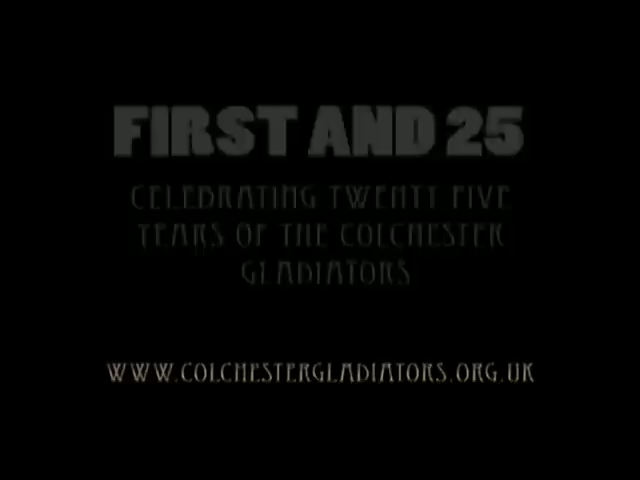 FIRST AND 25
CELEBRATING TWENTY FIVE
YEARS OF THE COLCHESTER
GLADIATORS
WWW.COLCHESTERGLADIATORS.ORG.UK